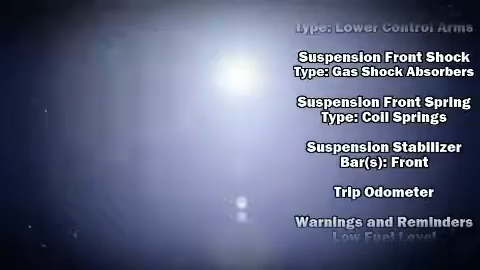 Type: Lower Control Arms
Suspension Front Shock
Type: Gas Shock Absorbers
Suspension Front Spring
Type: Coil Springs
Suspension Stabilizer
Bar(s): Front
Trip Odometer
Warnings and Reminders
Low Fuel Level